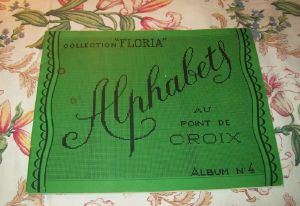 COLLECTION "FLORIA"
Alphabets
AU
POINT DE
CROIX
ALBUM N° 4